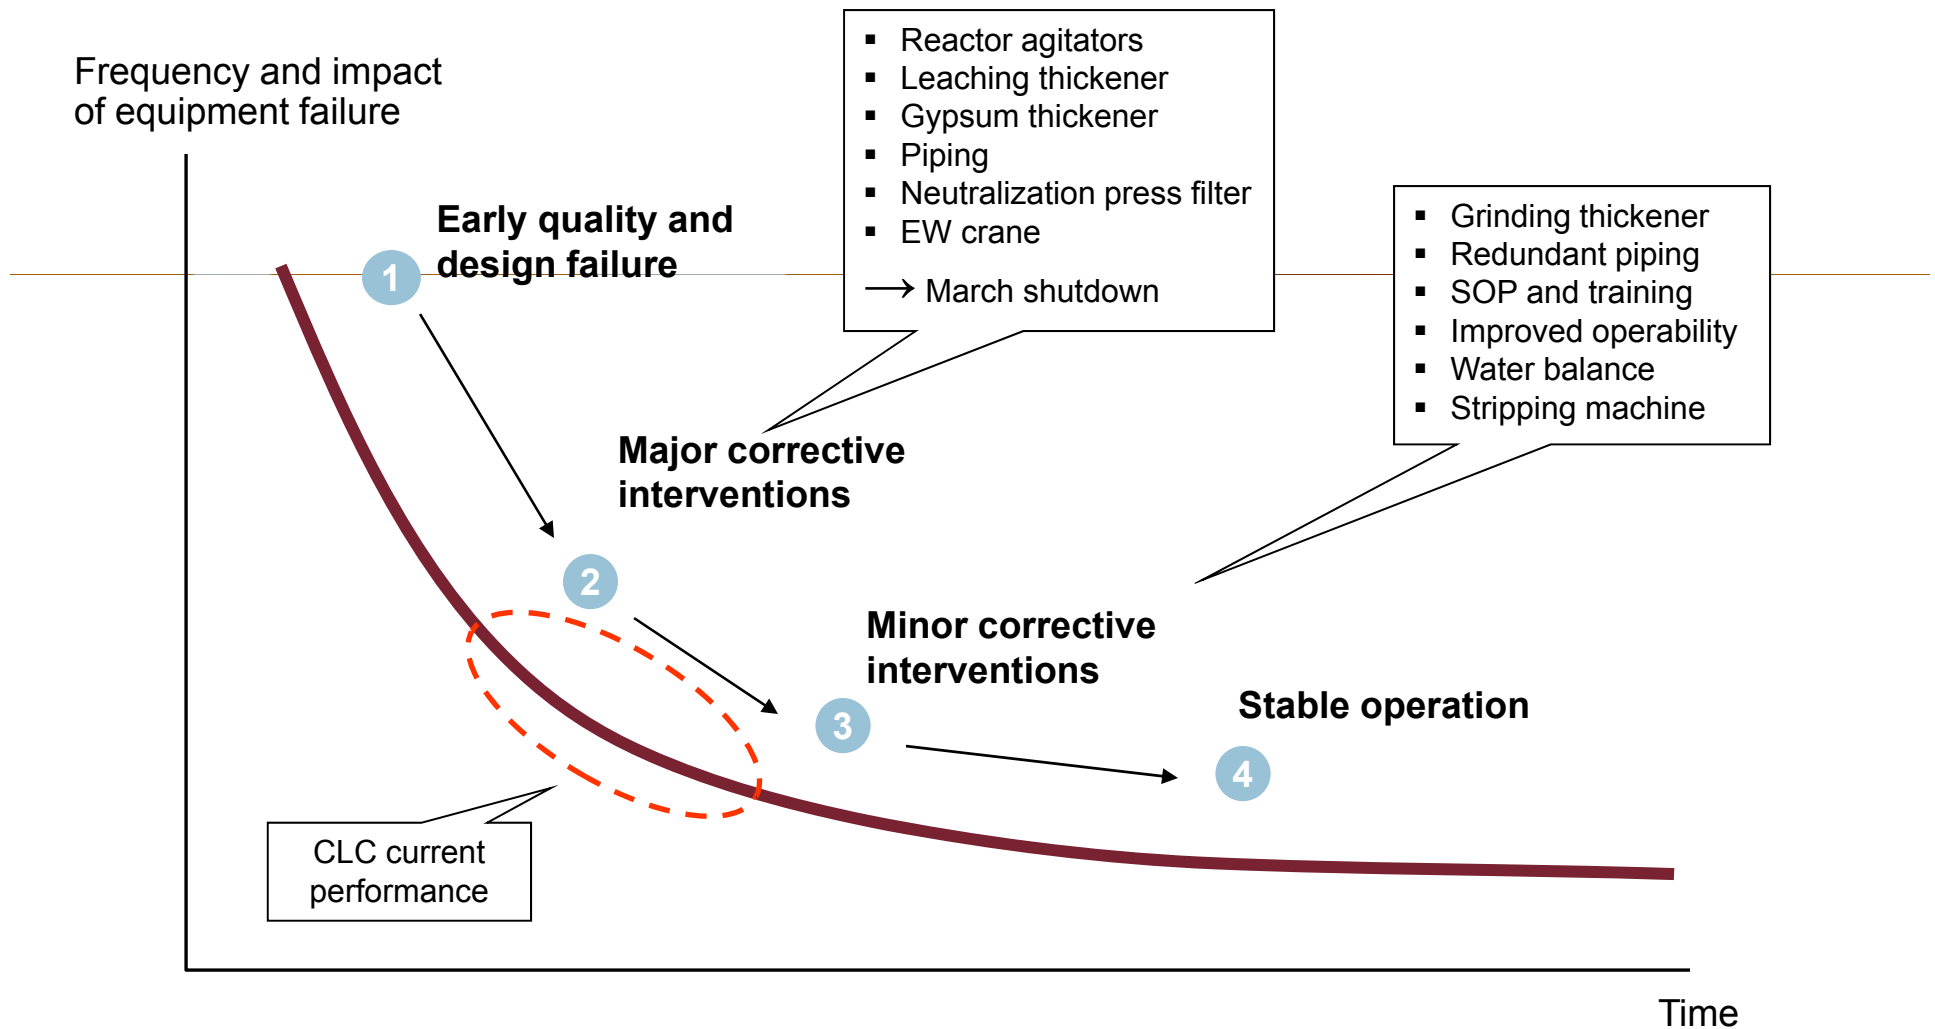 Frequency and impact
of equipment failure
▪ Reactor agitators
▪ Leaching thickener
▪ Gypsum thickener
▪ Piping
▪ Neutralization press filter
▪ EW crane
→ March shutdown
▪ Grinding thickener
▪ Redundant piping
▪ SOP and training
▪ Improved operability
▪ Water balance
▪ Stripping machine
1
Early quality and
design failure
2
Major corrective
interventions
3
Minor corrective
interventions
4
Stable operation
CLC current
performance
Time